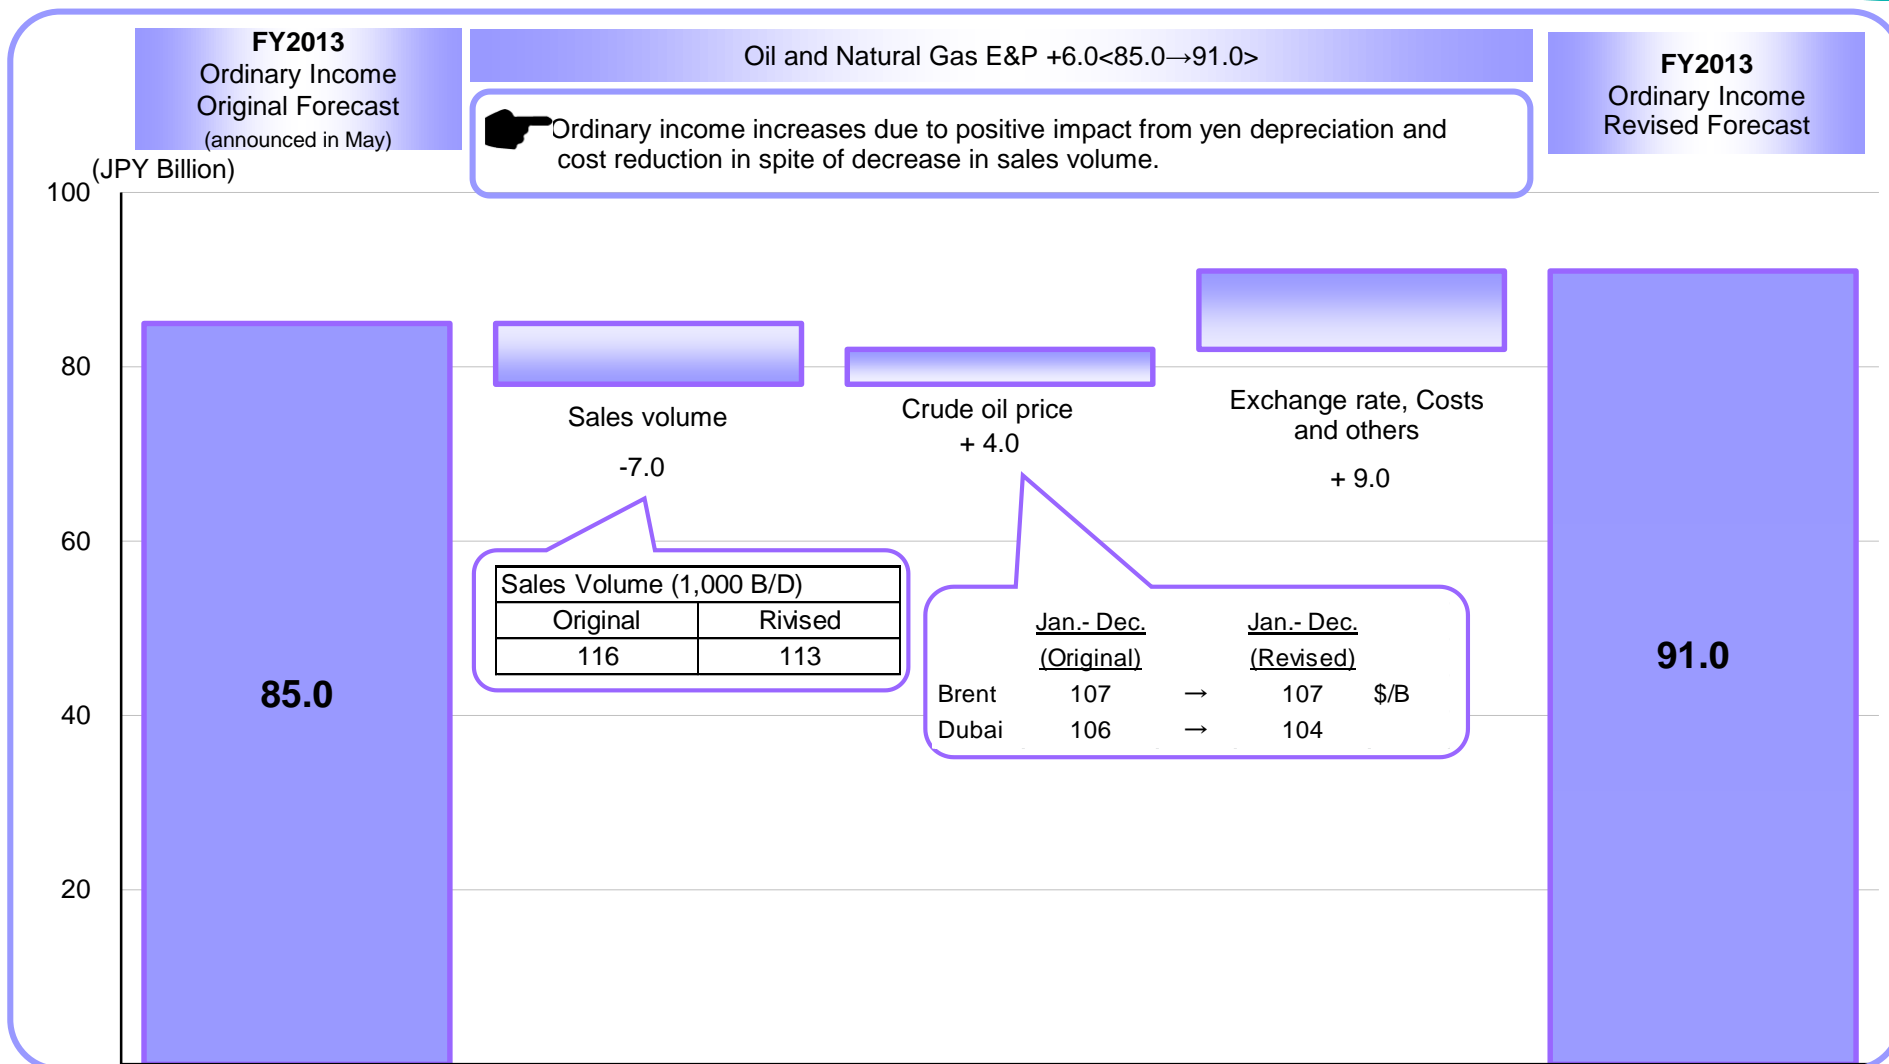 FY2013
Ordinary Income
Original Forecast
(announced in May)
Oil and Natural Gas E&P +6.0<85.0→91.0>
Ordinary income increases due to positive impact from yen depreciation and
cost reduction in spite of decrease in sales volume.
FY2013
Ordinary Income
Revised Forecast
(JPY Billion)
100
80
60
40
20
85.0
Sales volume
-7.0
Crude oil price
+ 4.0
Exchange rate, Costs
and others
+ 9.0
91.0
Sales Volume (1,000 B/D)
Original Rivised
116 113
Jan.- Dec. Jan.- Dec.
(Original) (Revised)
Brent 107 → 107 $/B
Dubai 106 → 104